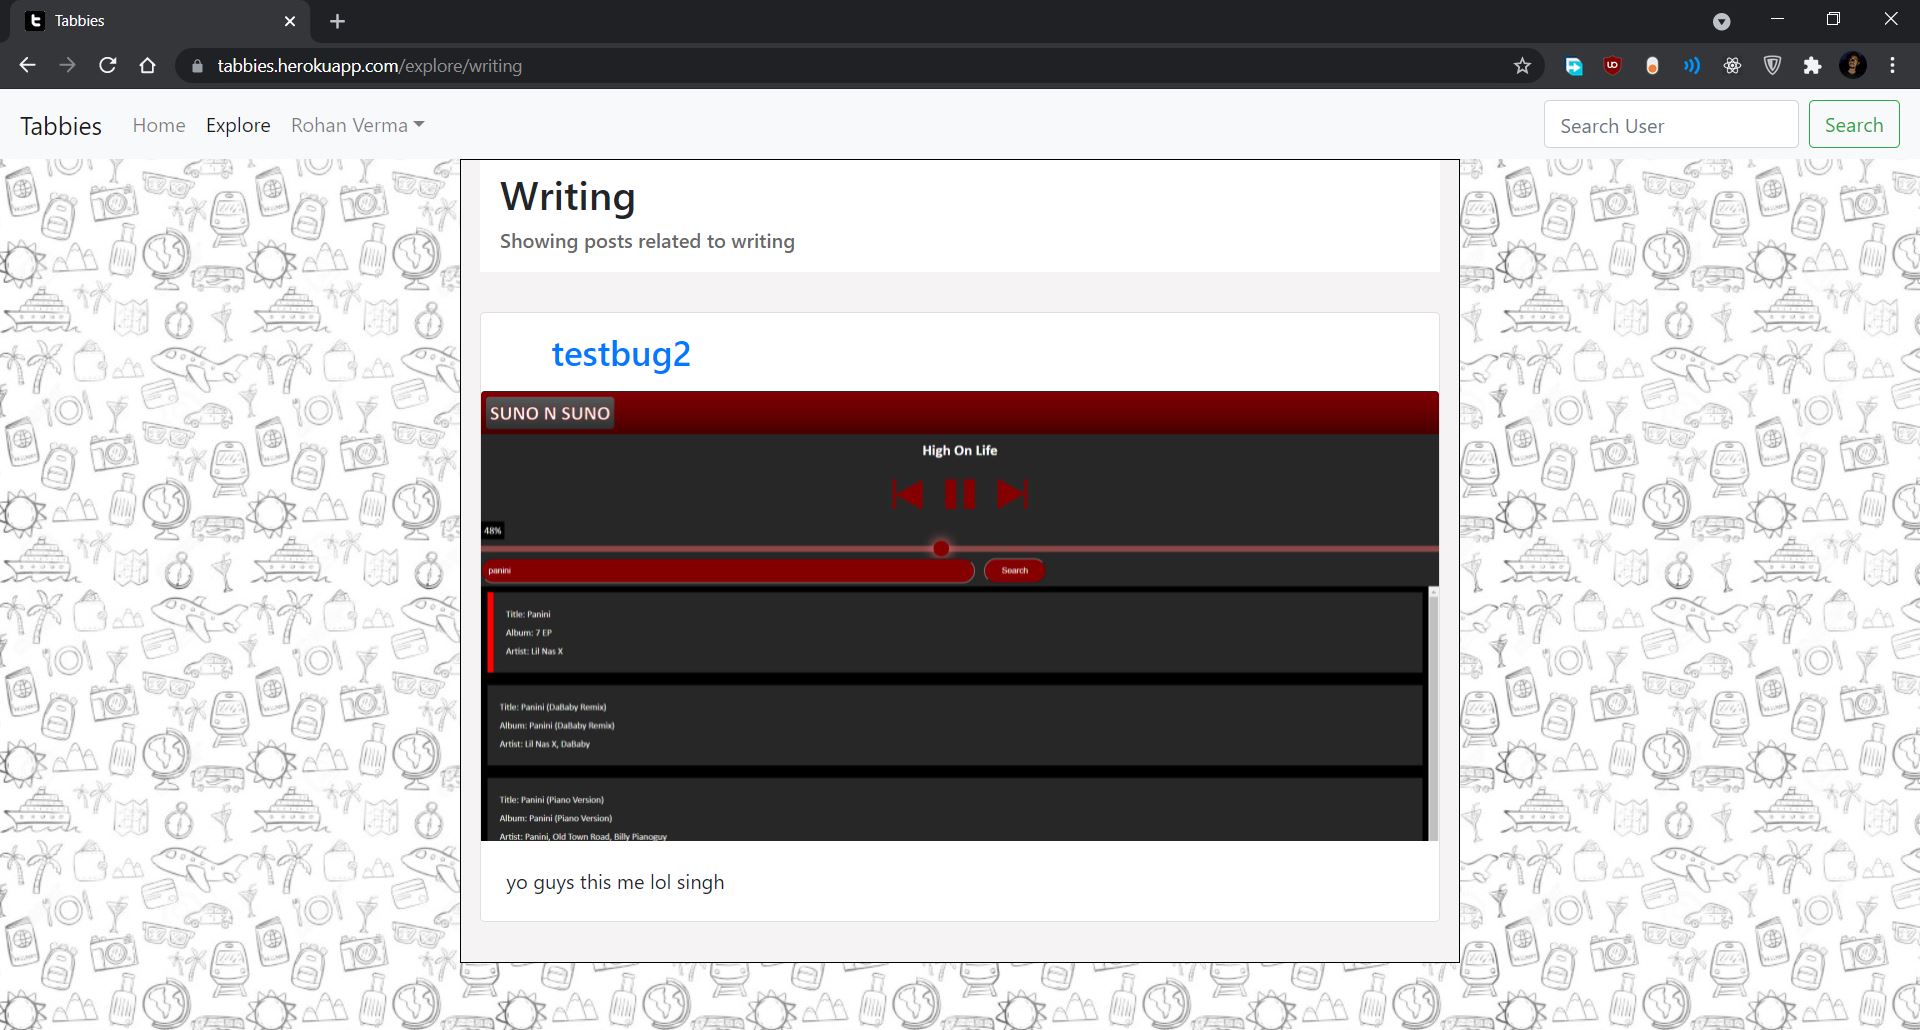 Tabbies
tabbies.herokuapp.com/explore/writing
Tabbies Home Explore Rohan Verma Search User Search
Writing
Showing posts related to writing
testbug2
SUNO N SUNO
High On Life
48%
panini Search
Title: Panini
Album: 7 EP
Artist: Lil Nas X
Title: Panini (DaBaby Remix)
Album: Panini (DaBaby Remix)
Artist: Lil Nas X, DaBaby
Title: Panini (Piano Version)
Album: Panini (Piano Version)
Artist: Panini, Old Town Road, Billy Pianoguy
yo guys this me lol singh